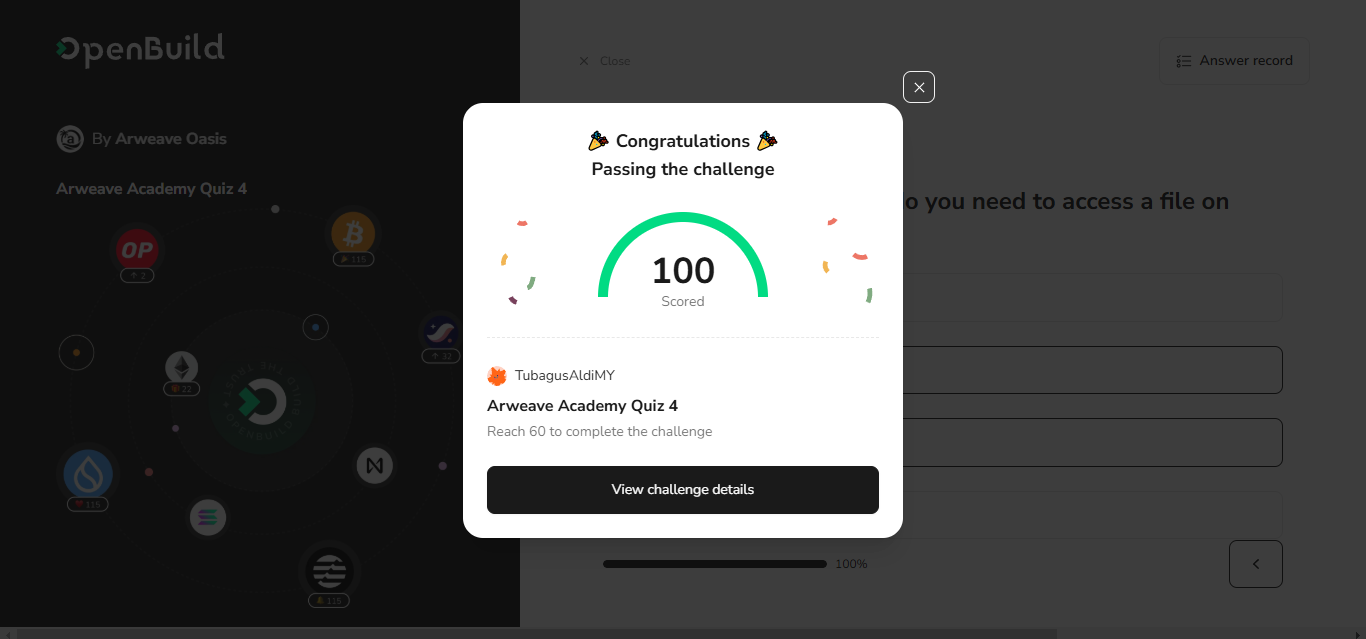 OpenBuild
Close
Answer record
By Arweave Oasis
Arweave Academy Quiz 4
o you need to access a file on
Congratulations
Passing the challenge
100
Scored
TubagusAldiMY
Arweave Academy Quiz 4
Reach 60 to complete the challenge
View challenge details
100%
OP
2
115
32
22
115
115